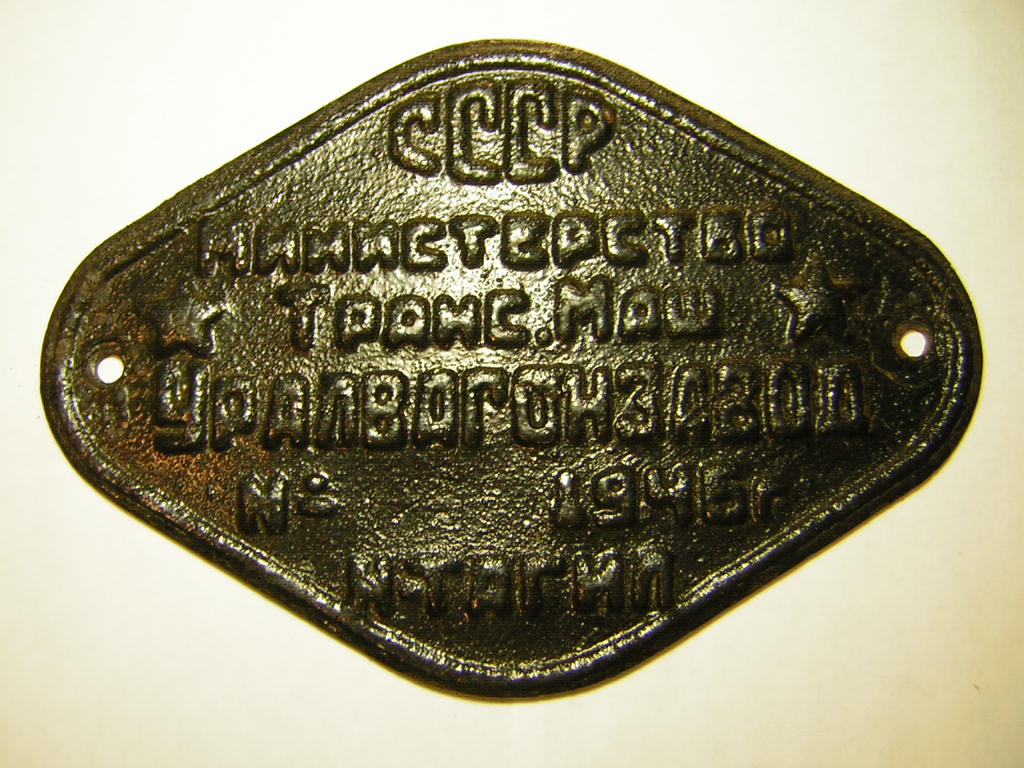 СССР
Министерство
Транс.Маш
Уралвагонзавод
№ 1946г
Н-Тагил